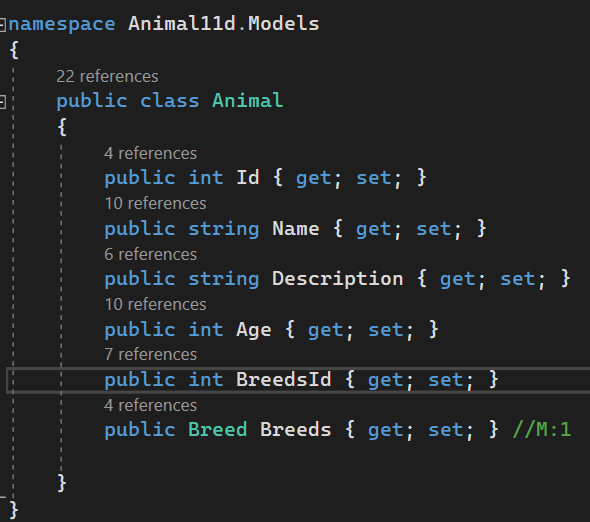 namespace Animal11d.Models
{
22 references
public class Animal
{
4 references
public int Id { get; set; }
10 references
public string Name { get; set; }
6 references
public string Description { get; set; }
10 references
public int Age { get; set; }
7 references
public int BreedsId { get; set; }
4 references
public Breed Breeds { get; set; } //M:1
}
}